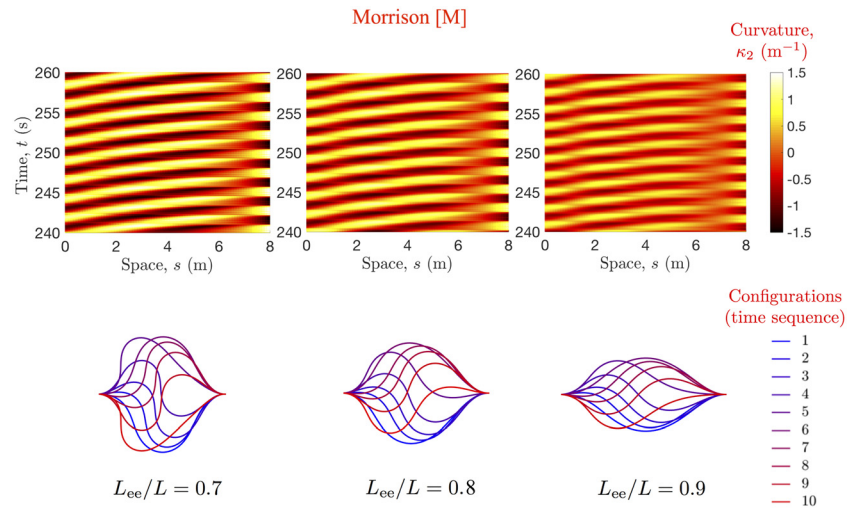 Morrison [M]
Curvature,
κ₂ (m⁻¹)
260
255
250
245
240
0 2 4 6 8
Time, t (s)
Space, s (m)
260
255
250
245
240
0 2 4 6 8
Space, s (m)
260
255
250
245
240
0 2 4 6 8
Space, s (m)
1.5
1
0.5
0
-0.5
-1
-1.5
Configurations
(time sequence)
1
2
3
4
5
6
7
8
9
10
Lₑₑ/L = 0.7
Lₑₑ/L = 0.8
Lₑₑ/L = 0.9